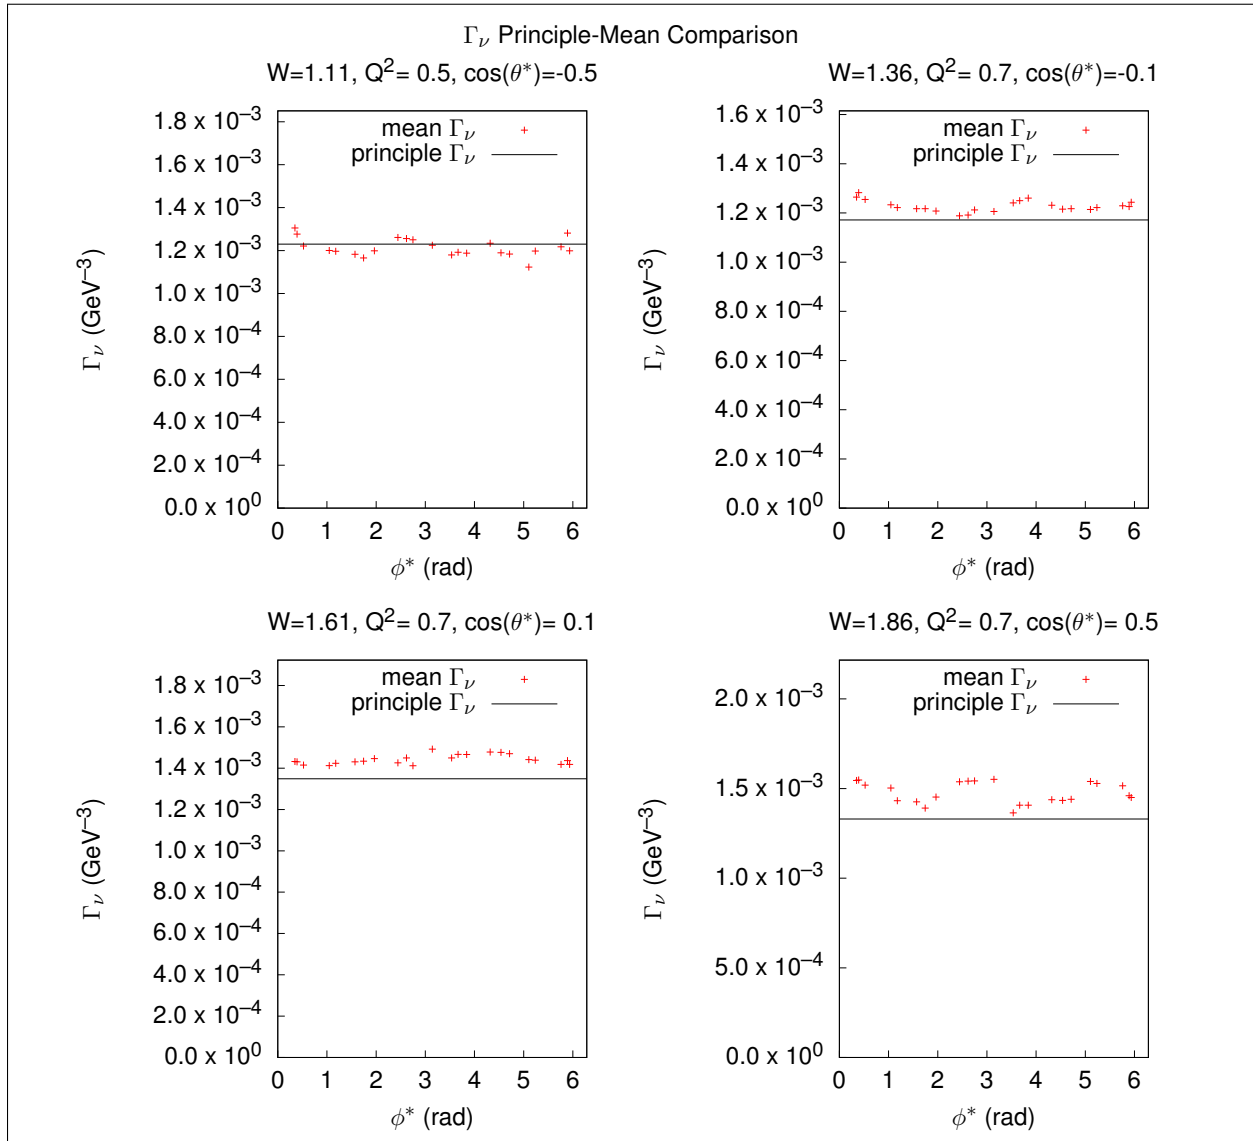 Γν Principle-Mean Comparison
W=1.11, Q²= 0.5, cos(θ*)=-0.5
mean Γν
principle Γν
1.8 x 10⁻³
1.6 x 10⁻³
1.4 x 10⁻³
1.2 x 10⁻³
1.0 x 10⁻³
8.0 x 10⁻⁴
6.0 x 10⁻⁴
4.0 x 10⁻⁴
2.0 x 10⁻⁴
0.0 x 10⁰
Γν (GeV⁻³)
0 1 2 3 4 5 6
ϕ* (rad)
W=1.36, Q²= 0.7, cos(θ*)=-0.1
mean Γν
principle Γν
1.6 x 10⁻³
1.4 x 10⁻³
1.2 x 10⁻³
1.0 x 10⁻³
8.0 x 10⁻⁴
6.0 x 10⁻⁴
4.0 x 10⁻⁴
2.0 x 10⁻⁴
0.0 x 10⁰
Γν (GeV⁻³)
0 1 2 3 4 5 6
ϕ* (rad)
W=1.61, Q²= 0.7, cos(θ*)= 0.1
mean Γν
principle Γν
1.8 x 10⁻³
1.6 x 10⁻³
1.4 x 10⁻³
1.2 x 10⁻³
1.0 x 10⁻³
8.0 x 10⁻⁴
6.0 x 10⁻⁴
4.0 x 10⁻⁴
2.0 x 10⁻⁴
0.0 x 10⁰
Γν (GeV⁻³)
0 1 2 3 4 5 6
ϕ* (rad)
W=1.86, Q²= 0.7, cos(θ*)= 0.5
mean Γν
principle Γν
2.0 x 10⁻³
1.5 x 10⁻³
1.0 x 10⁻³
5.0 x 10⁻⁴
0.0 x 10⁰
Γν (GeV⁻³)
0 1 2 3 4 5 6
ϕ* (rad)